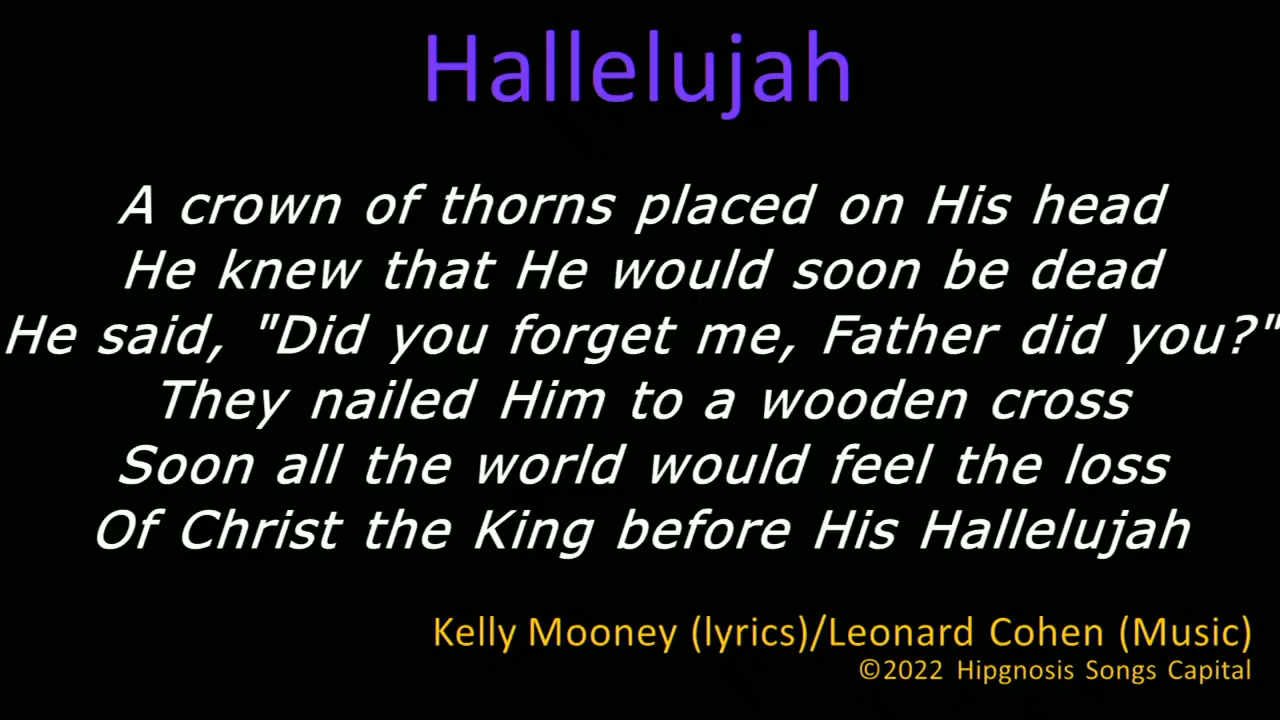 Hallelujah
A crown of thorns placed on His head
He knew that He would soon be dead
He said, "Did you forget me, Father did you?"
They nailed Him to a wooden cross
Soon all the world would feel the loss
Of Christ the King before His Hallelujah
Kelly Mooney (lyrics)/Leonard Cohen (Music)
©2022 Hipgnosis Songs Capital